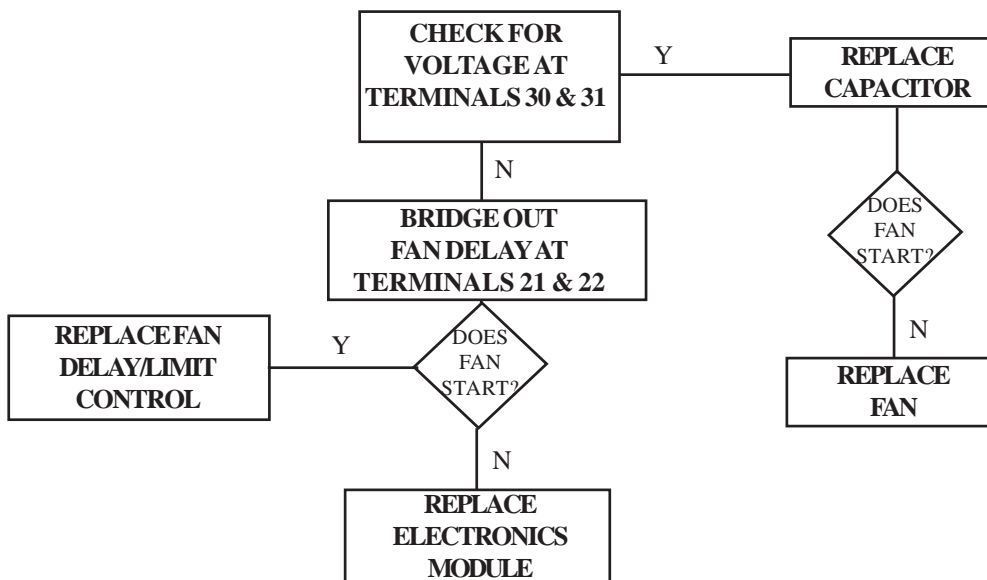 CHECK FOR
VOLTAGE AT
TERMINALS 30 & 31
Y
REPLACE
CAPACITOR
N
DOES
FAN
START?
BRIDGE OUT
FAN DELAY AT
TERMINALS 21 & 22
N
REPLACE
FAN
REPLACE FAN
DELAY/LIMIT
CONTROL
Y
DOES
FAN
START?
N
REPLACE
ELECTRONICS
MODULE